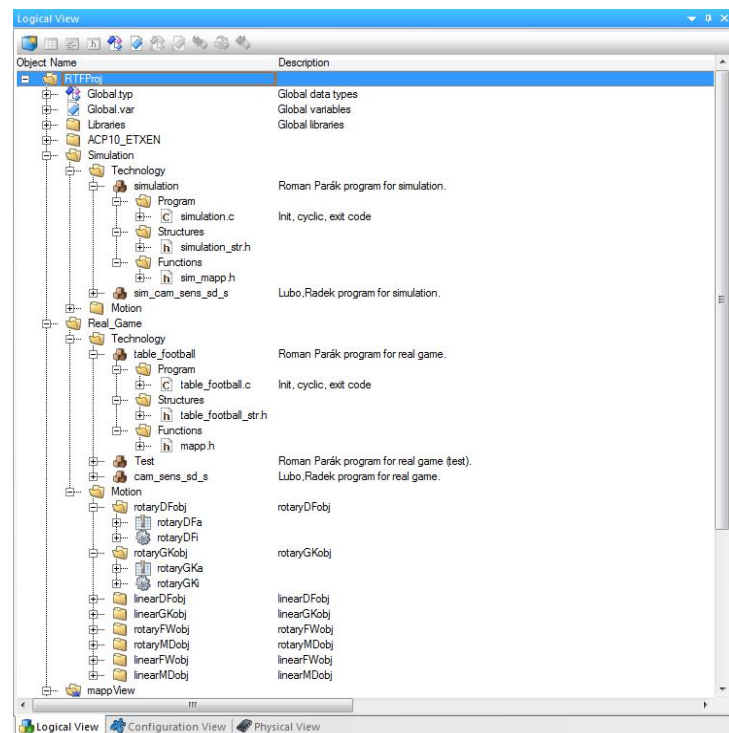 Logical View
Object Name Description
RTFProj
Global.typ Global data types
Global.var Global variables
Libraries Global libraries
ACP10_ETXEN
Simulation
Technology
simulation Roman Parák program for simulation.
Program
simulation.c Init, cyclic, exit code
Structures
simulation_str.h
Functions
sim_mapp.h
sim_cam_sens_sd_s Lubo,Radek program for simulation.
Motion
Real_Game
Technology
table_football Roman Parák program for real game.
Program
table_football.c Init, cyclic, exit code
Structures
table_football_str.h
Functions
mapp.h
Test Roman Parák program for real game (test).
cam_sens_sd_s Lubo,Radek program for real game.
Motion
rotaryDFobj rotaryDFobj
rotaryDFa
rotaryDFi
rotaryGKobj rotaryGKobj
rotaryGKa
rotaryGKi
linearDFobj linearDFobj
linearGKobj linearGKobj
rotaryFWobj rotaryFWobj
rotaryMDobj rotaryMDobj
linearFWobj linearFWobj
linearMDobj linearMDobj
mappView
Logical View Configuration View Physical View